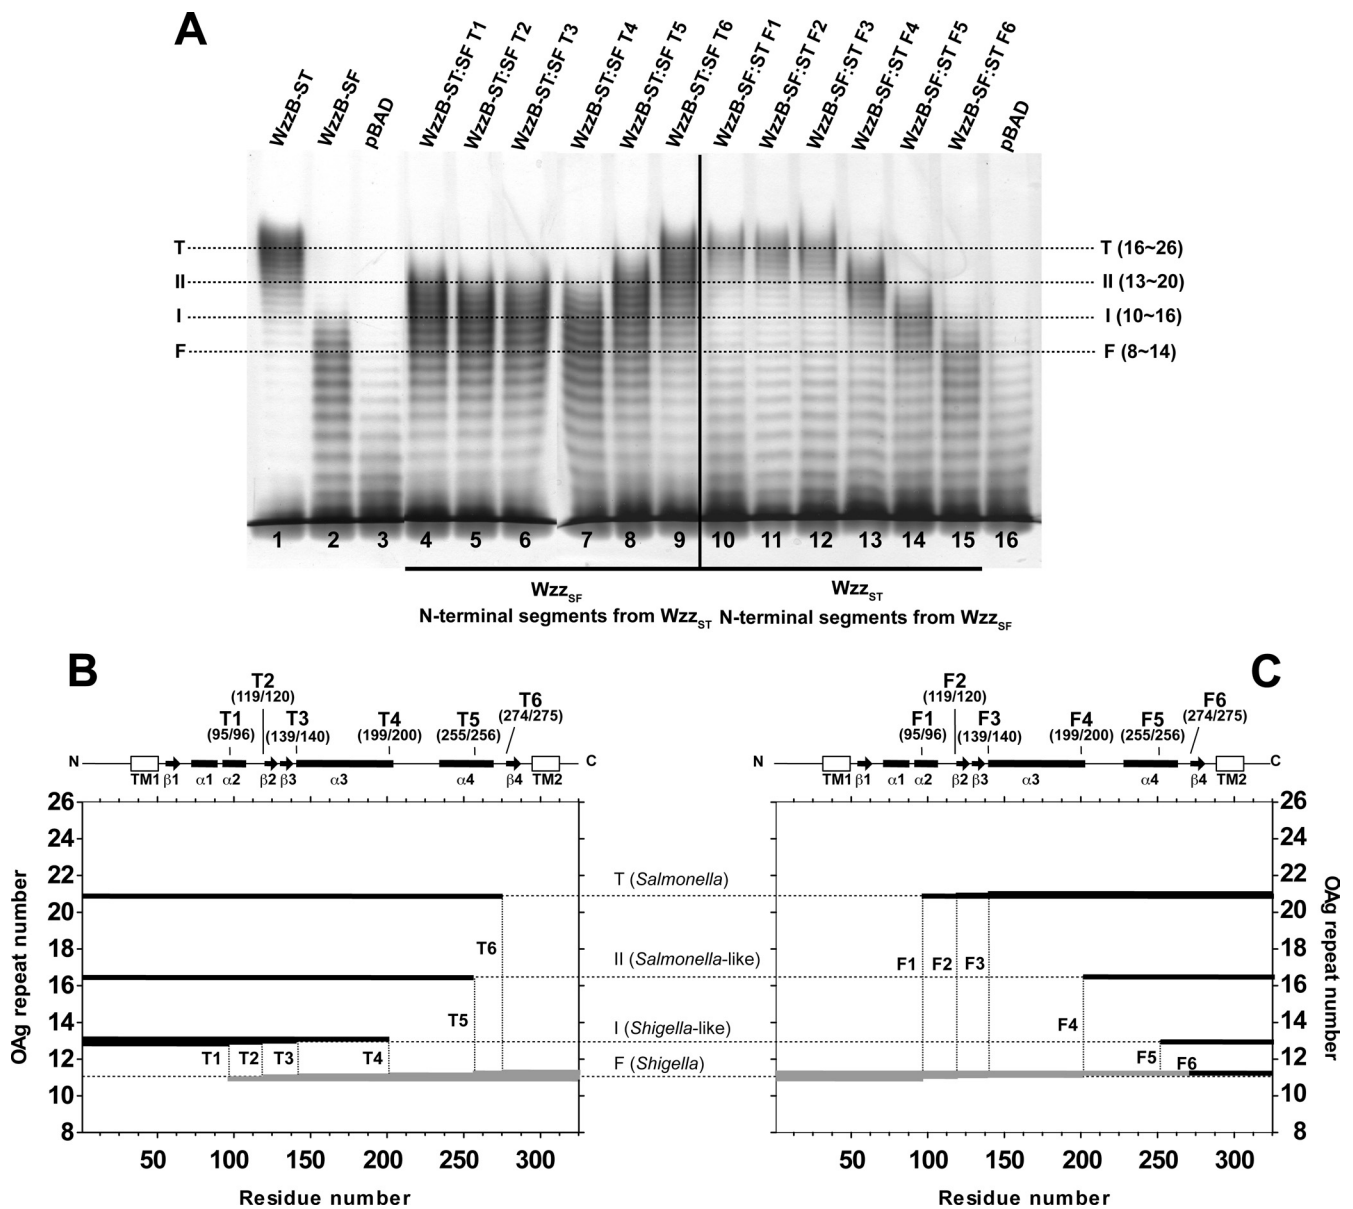 A
WzzB-ST
WzzB-SF
pBAD
WzzB-ST:SF T1
WzzB-ST:SF T2
WzzB-ST:SF T3
WzzB-ST:SF T4
WzzB-ST:SF T5
WzzB-ST:SF T6
WzzB-SF:ST F1
WzzB-SF:ST F2
WzzB-SF:ST F3
WzzB-SF:ST F4
WzzB-SF:ST F5
WzzB-SF:ST F6
pBAD
T T (16~26)
II II (13~20)
I I (10~16)
F F (8~14)
1 2 3 4 5 6 7 8 9 10 11 12 13 14 15 16
WzzSF WzzST
N-terminal segments from WzzST N-terminal segments from WzzSF
B
T2
(119/120)
T6
(274/275)
T1 T3 T4 T5
(95/96) (139/140) (199/200) (255/256)
N C
TM1 β1 α1 α2 β2 β3 α3 α4 β4 TM2
26
24
22
20
18
16
14
12
10
8
OAg repeat number
T6
T5
T1 T2 T3 T4
50 100 150 200 250 300
Residue number
T (Salmonella)
II (Salmonella-like)
I (Shigella-like)
F (Shigella)
C
F2
(119/120)
F6
(274/275)
F1 F3 F4 F5
(95/96) (139/140) (199/200) (255/256)
N C
TM1 β1 α1 α2 β2 β3 α3 α4 β4 TM2
26
24
22
20
18
16
14
12
10
8
OAg repeat number
F1 F2 F3
F4
F5 F6
50 100 150 200 250 300
Residue number